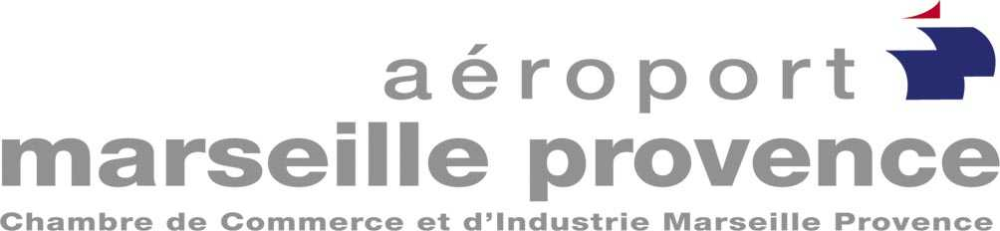 aéroport
marseille provence
Chambre de Commerce et d'Industrie Marseille Provence